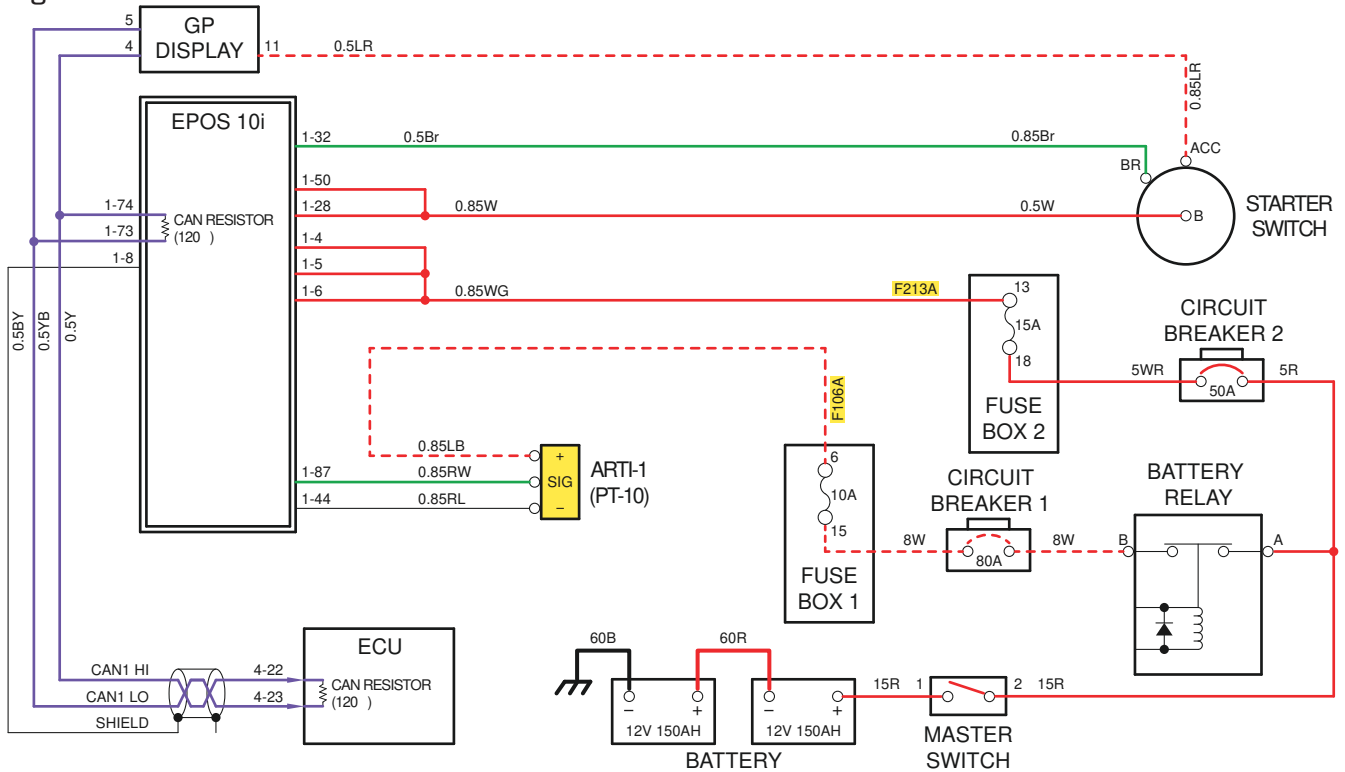 5
4
GP
DISPLAY
11
0.5LR
0.85LR
EPOS 10i
1-32
0.5Br
0.85Br
BR
ACC
B
STARTER
SWITCH
1-50
1-28
0.85W
0.5W
1-74
1-73
1-8
CAN RESISTOR
(120 )
1-4
1-5
1-6
0.85WG
F213A
13
15A
18
FUSE
BOX 2
CIRCUIT
BREAKER 2
5WR
50A
5R
0.5BY
0.5YB
0.5Y
F106A
0.85LB
1-87
0.85RW
1-44
0.85RL
+
SIG
–
ARTI-1
(PT-10)
6
10A
15
FUSE
BOX 1
CIRCUIT
BREAKER 1
8W
80A
8W
BATTERY
RELAY
B
A
ECU
CAN1 HI
CAN1 LO
SHIELD
4-22
4-23
CAN RESISTOR
(120 )
60B
60R
–
+
12V 150AH
–
+
12V 150AH
BATTERY
15R
1
2
15R
MASTER
SWITCH